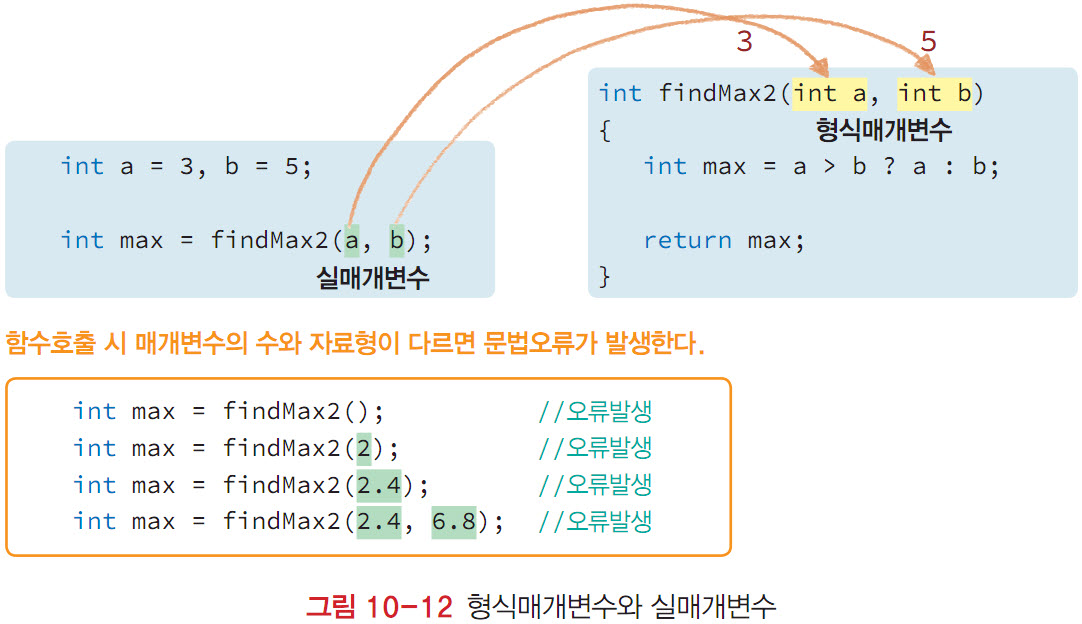 3 5
int findMax2(int a, int b)
{ 형식매개변수
int a = 3, b = 5;
int max = a > b ? a : b;
int max = findMax2(a, b);
실매개변수
return max;
}
함수호출 시 매개변수의 수와 자료형이 다르면 문법오류가 발생한다.
int max = findMax2(); //오류발생
int max = findMax2(2); //오류발생
int max = findMax2(2.4); //오류발생
int max = findMax2(2.4, 6.8); //오류발생
그림 10-12 형식매개변수와 실매개변수